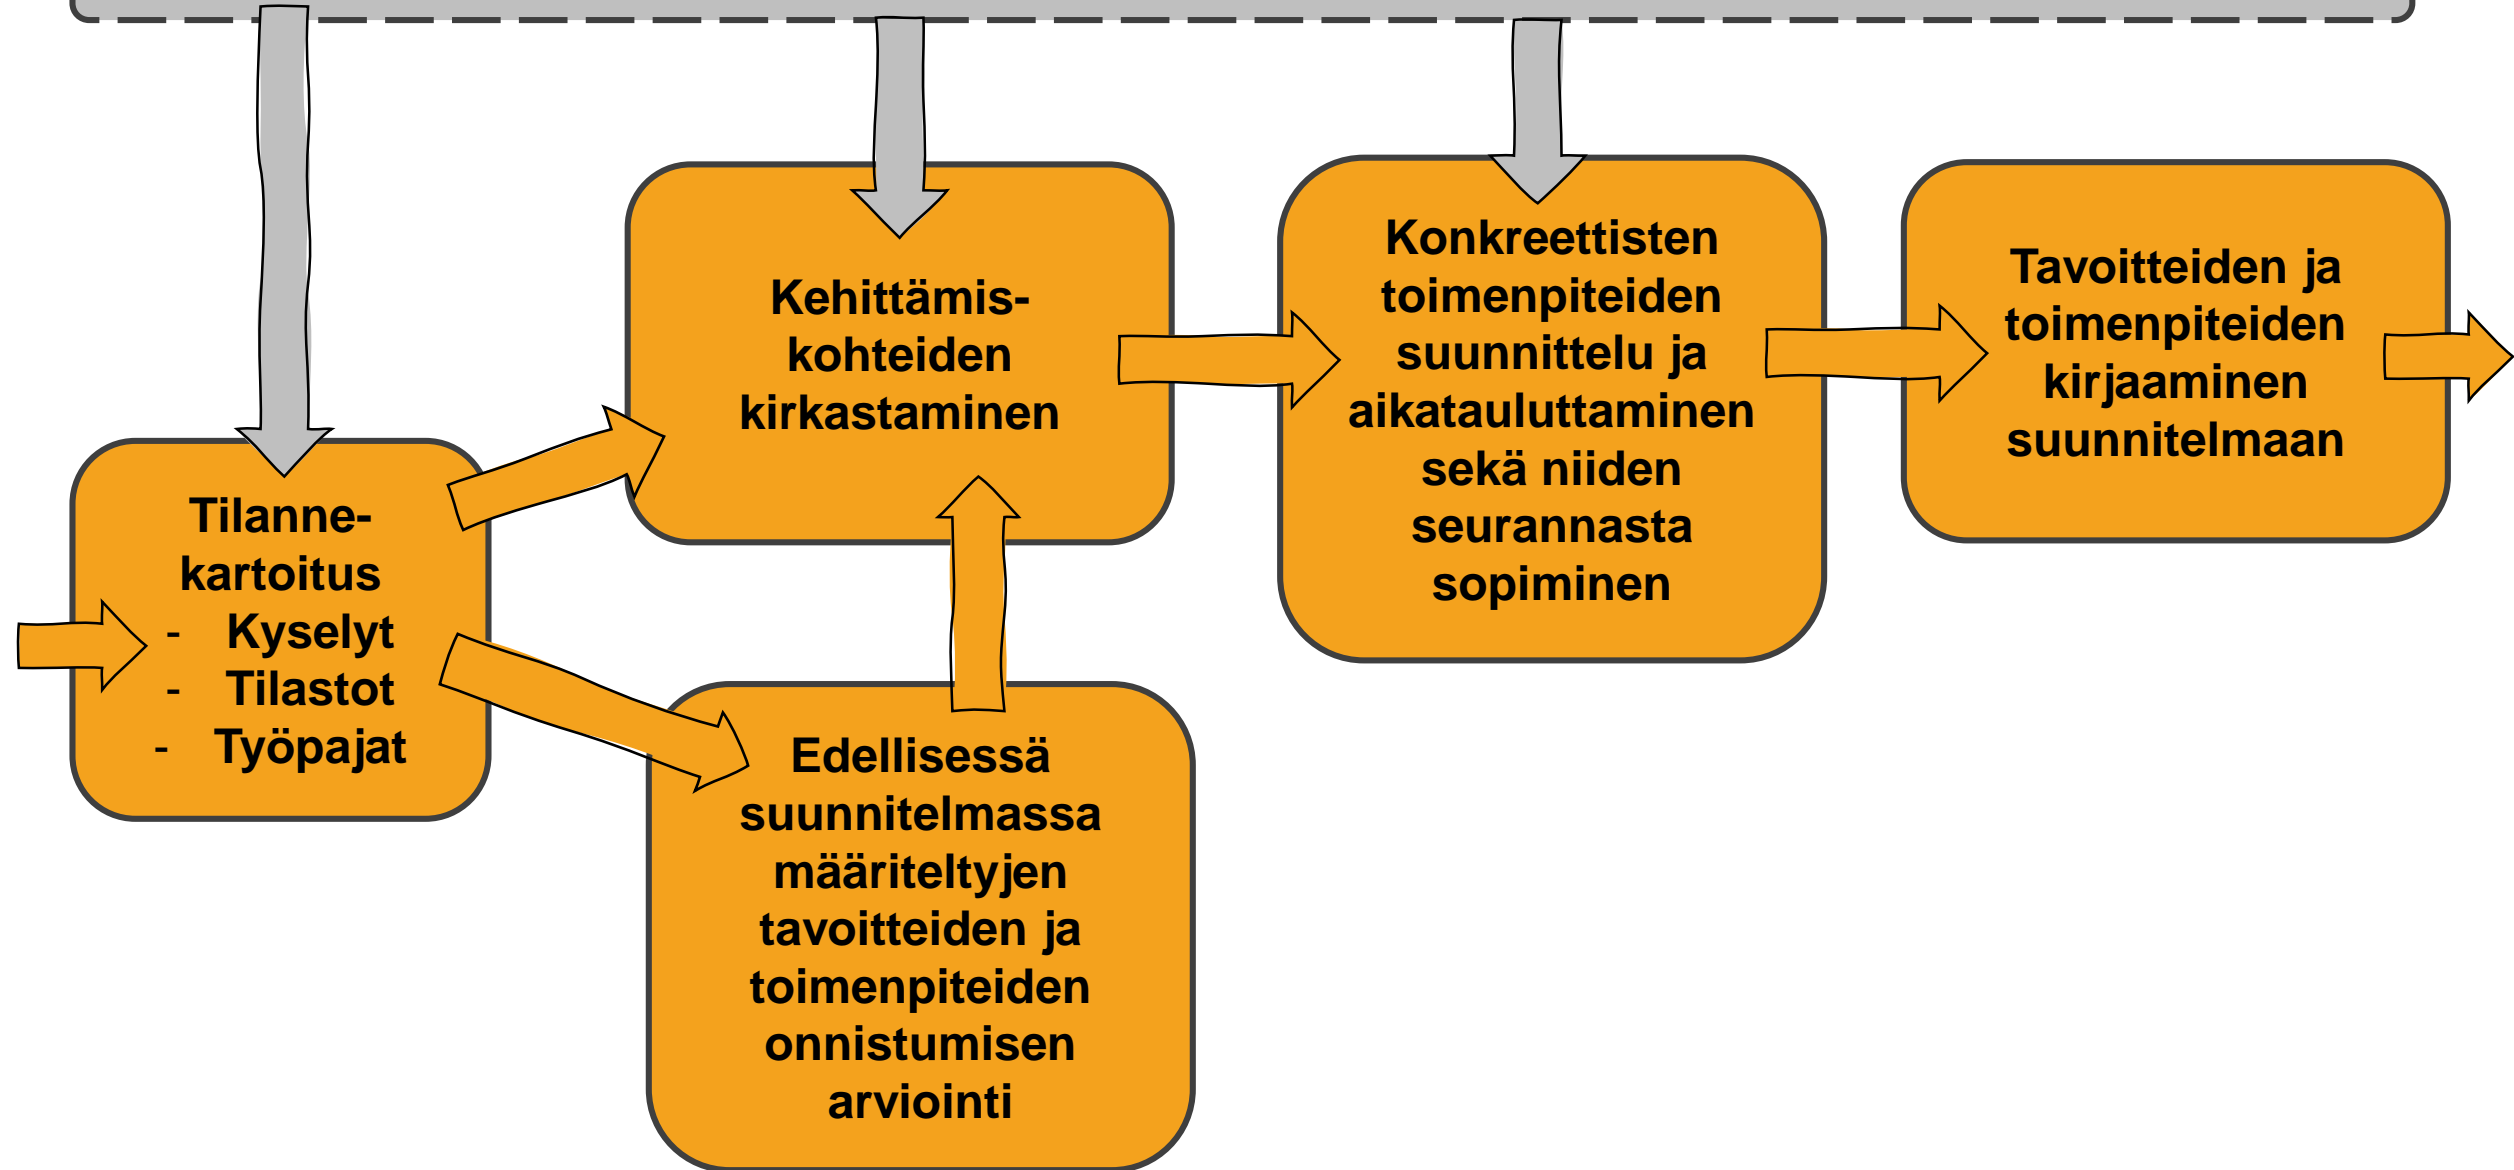 Tilanne-
kartoitus
- Kyselyt
- Tilastot
- Työpajat
Kehittämis-
kohteiden
kirkastaminen
Edellisessä
suunnitelmassa
määriteltyjen
tavoitteiden ja
toimenpiteiden
onnistumisen
arviointi
Konkreettisten
toimenpiteiden
suunnittelu ja
aikatauluttaminen
sekä niiden
seurannasta
sopiminen
Tavoitteiden ja
toimenpiteiden
kirjaaminen
suunnitelmaan